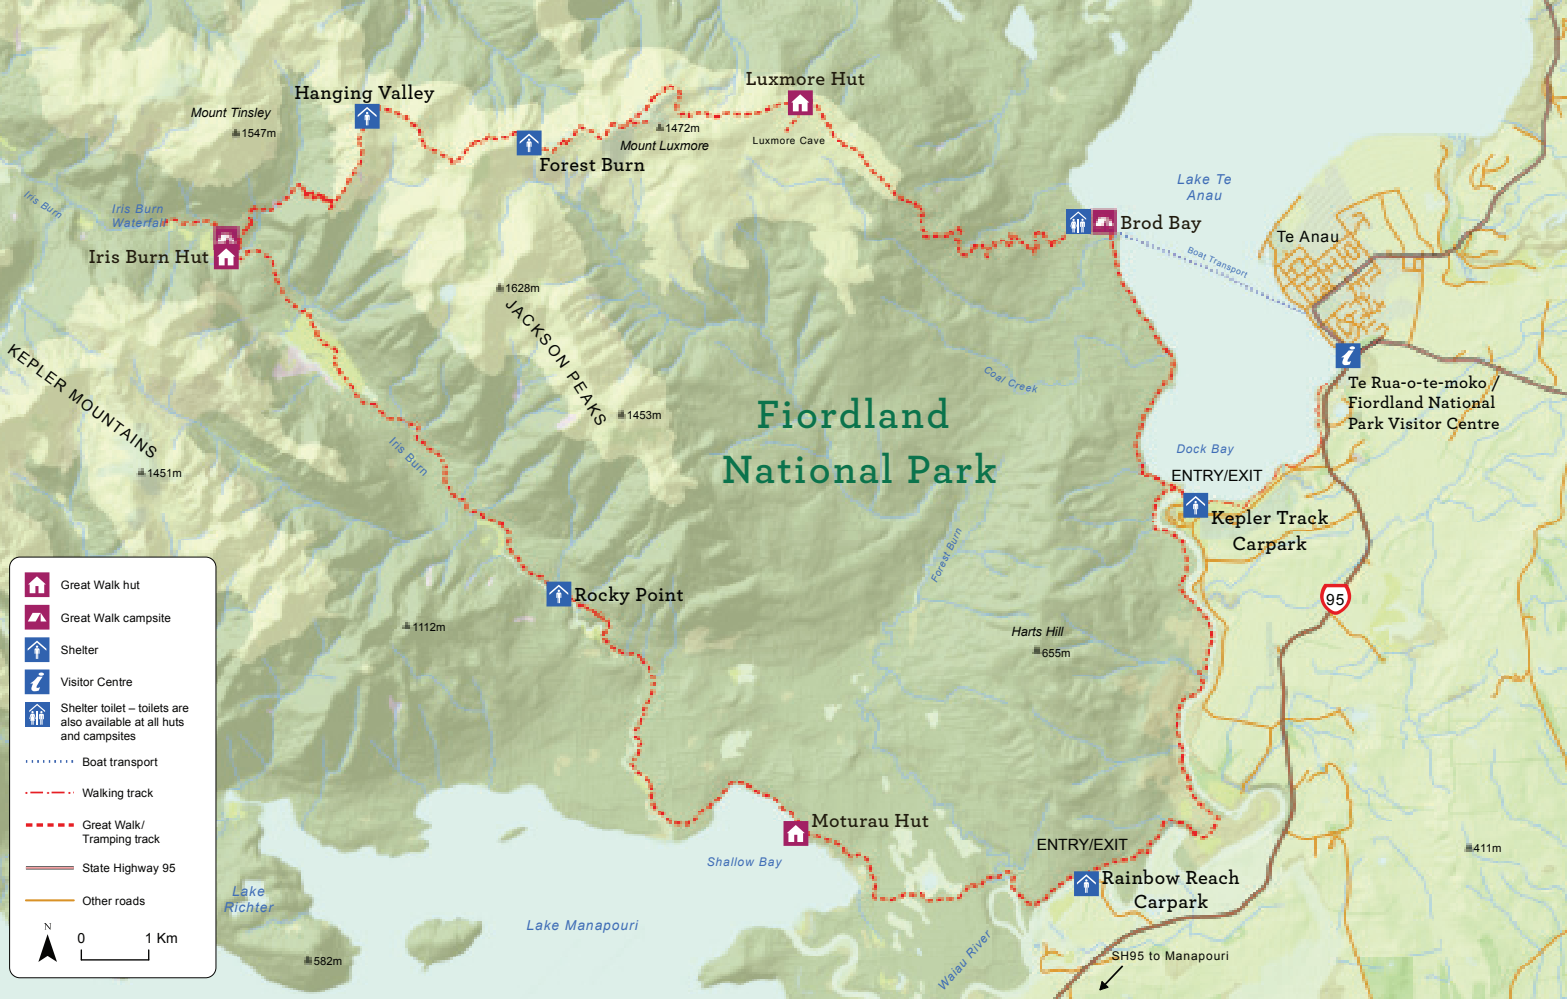 Luxmore Hut
Hanging Valley
Mount Tinsley
1547m
1472m
Mount Luxmore
Luxmore Cave
Forest Burn
Lake Te
Anau
Iris Burn
Iris Burn
Waterfall
Brod Bay
Te Anau
Boat Transport
Iris Burn Hut
1628m
JACKSON PEAKS
KEPLER MOUNTAINS
Coal Creek
Te Rua-o-te-moko /
Fiordland National
Park Visitor Centre
1453m
Fiordland
National Park
Iris Burn
1451m
Dock Bay
ENTRY/EXIT
Kepler Track
Carpark
Forest Burn
Rocky Point
95
1112m
Harts Hill
655m
Great Walk hut
Great Walk campsite
Shelter
Visitor Centre
Shelter toilet – toilets are
also available at all huts
and campsites
Boat transport
Walking track
Great Walk/
Tramping track
State Highway 95
Other roads
N
0 1 Km
Moturau Hut
ENTRY/EXIT
411m
Shallow Bay
Rainbow Reach
Carpark
Lake
Richter
Lake Manapouri
Waiau River
582m
SH95 to Manapouri